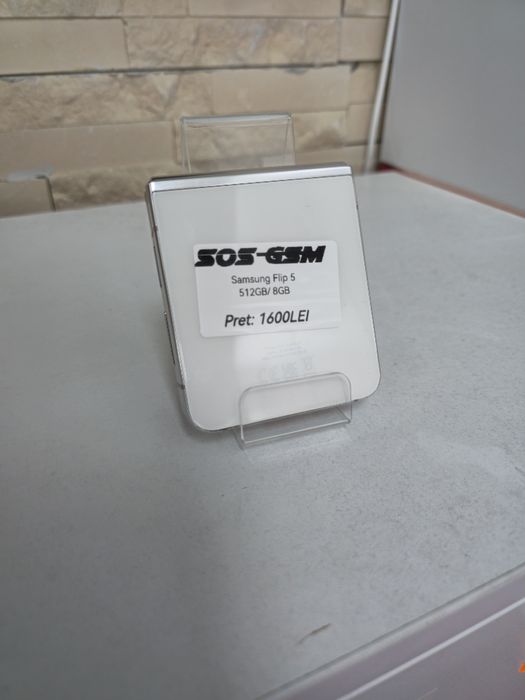 SOS-GSM
Samsung Flip 5
512GB/ 8GB
Pret: 1600LEI